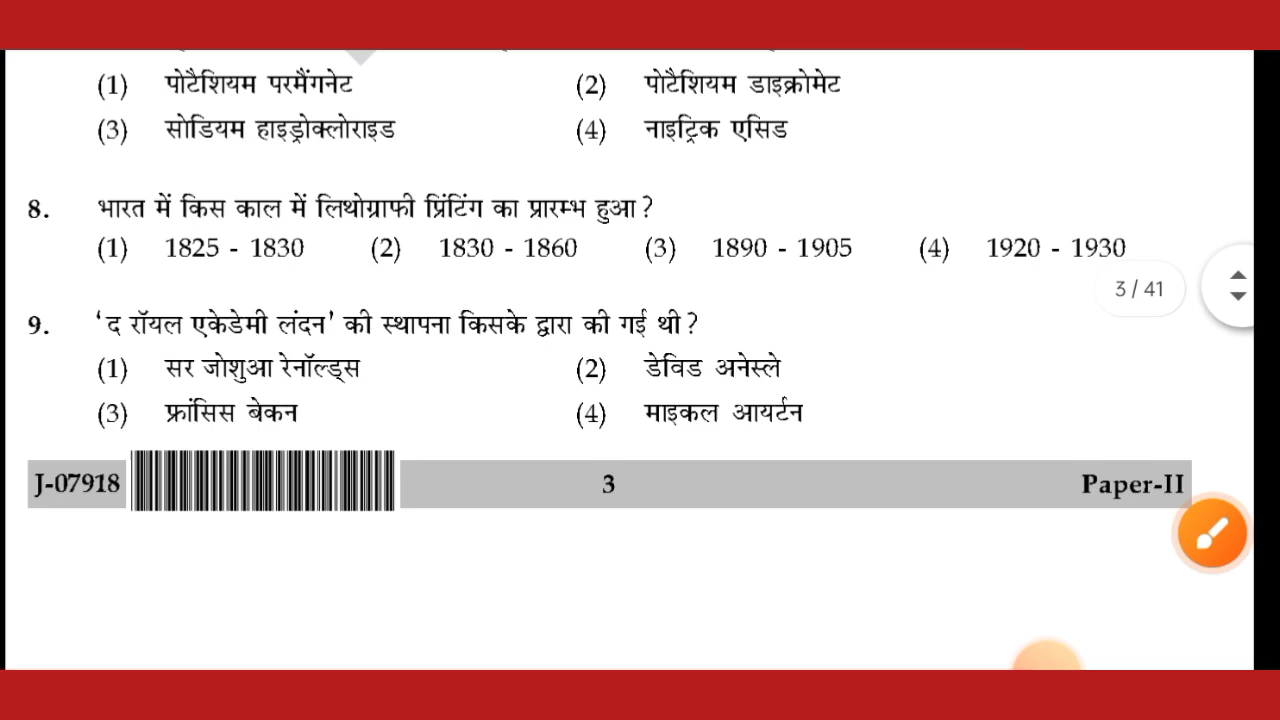 (1) पोटैशियम परमैंगनेट (2) पोटैशियम डाइक्रोमेट
(3) सोडियम हाइड्रोक्लोराइड (4) नाइट्रिक एसिड
8. भारत में किस काल में लिथोग्राफी प्रिंटिंग का प्रारम्भ हुआ ?
(1) 1825 - 1830 (2) 1830 - 1860 (3) 1890 - 1905 (4) 1920 - 1930
3 / 41
9. ‘द रॉयल एकेडेमी लंदन’ की स्थापना किसके द्वारा की गई थी ?
(1) सर जोशुआ रेनॉल्ड्स (2) डेविड अनेस्ले
(3) फ्रांसिस बेकन (4) माइकल आयर्टन
J-07918 3 Paper-II